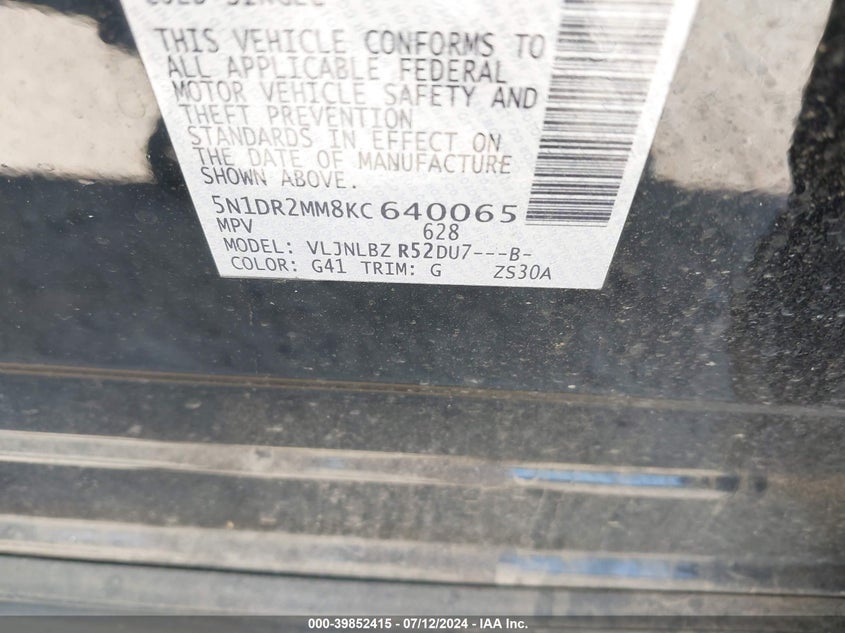 THIS VEHICLE CONFORMS TO
ALL APPLICABLE FEDERAL
MOTOR VEHICLE SAFETY AND
THEFT PREVENTION
STANDARDS IN EFFECT ON
THE DATE OF MANUFACTURE
SHOWN ABOVE.
5N1DR2MM8KC 640065
MPV 628
MODEL: VLJNLBZ R52DU7---B-
COLOR: G41 TRIM: G ZS30A
000-39852415 - 07/12/2024 - IAA Inc.